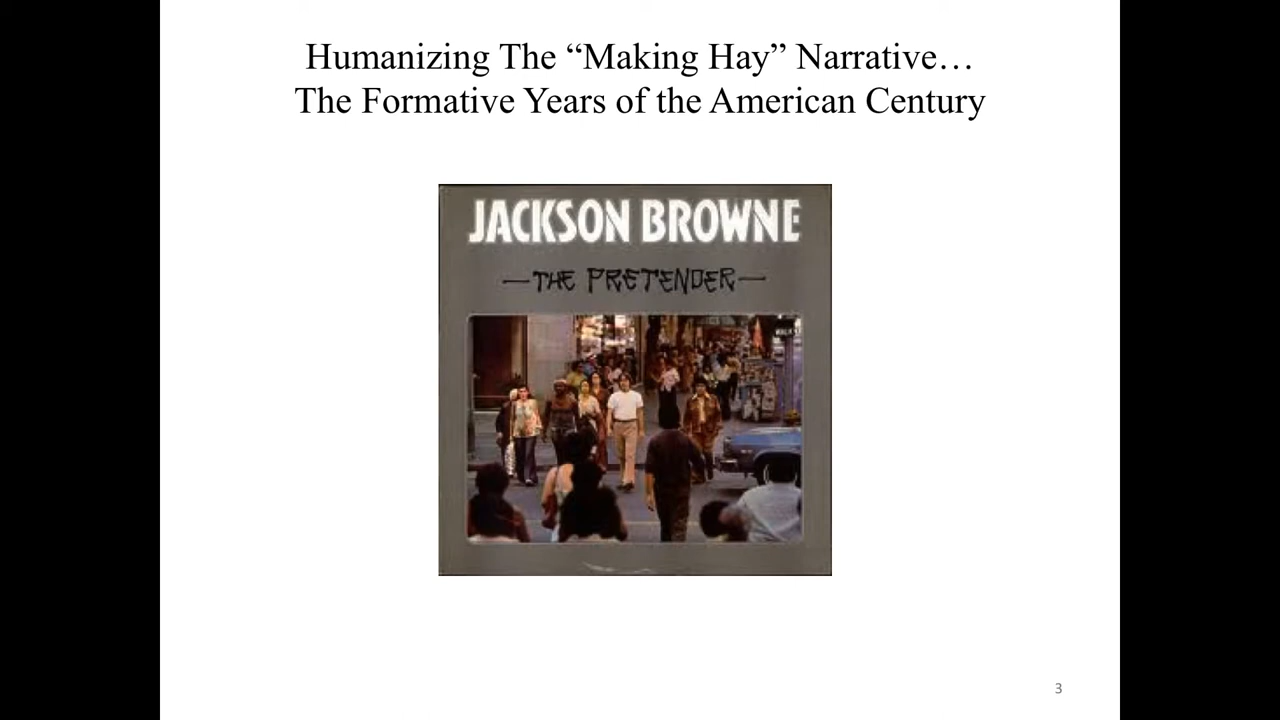 Humanizing The “Making Hay” Narrative…
The Formative Years of the American Century
JACKSON BROWNE
—THE PRETENDER—
3